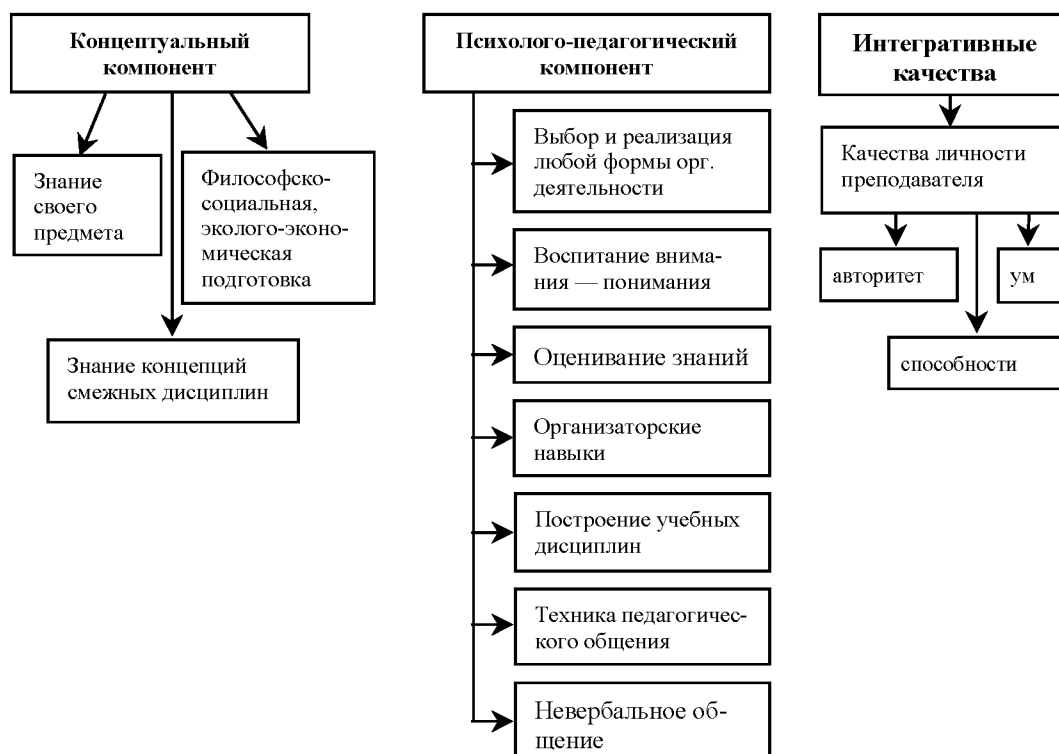 Концептуальный
компонент
Знание
своего
предмета
Философско-
социальная,
эколого-эконо-
мическая
подготовка
Знание концепций
смежных дисциплин
Психолого-педагогический
компонент
Выбор и реализация
любой формы орг.
деятельности
Воспитание внима-
ния — понимания
Оценивание знаний
Организаторские
навыки
Построение учебных
дисциплин
Техника педагогичес-
кого общения
Невербальное об-
щение
Интегративные
качества
Качества личности
преподавателя
авторитет
ум
способности